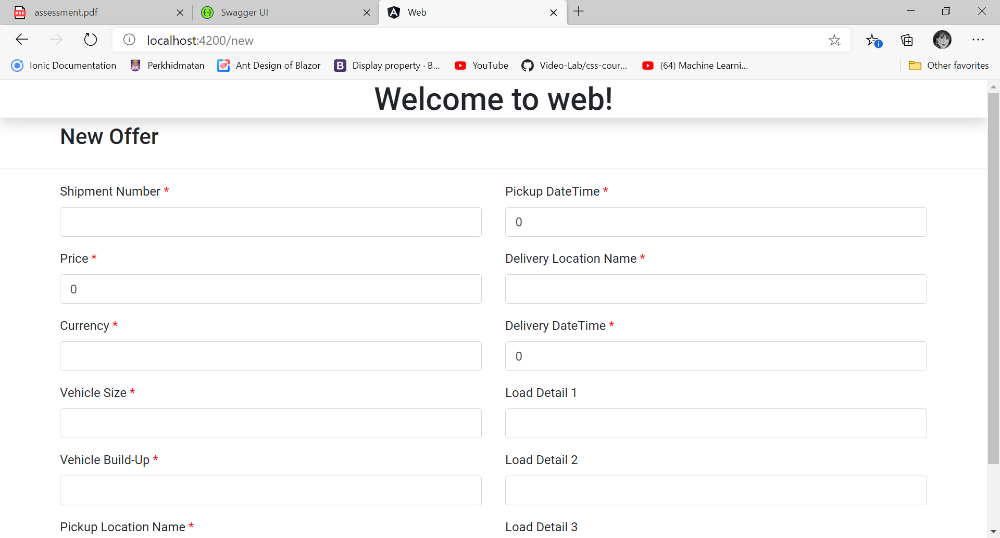 assessment.pdf
Swagger UI
Web
localhost:4200/new
Ionic Documentation
Perkhidmatan
Ant Design of Blazor
Display property · B...
YouTube
Video-Lab/css-cour...
(64) Machine Learni...
Other favorites
Welcome to web!
New Offer
Shipment Number *
Pickup DateTime *
0
Price *
Delivery Location Name *
0
Currency *
Delivery DateTime *
0
Vehicle Size *
Load Detail 1
Vehicle Build-Up *
Load Detail 2
Pickup Location Name *
Load Detail 3